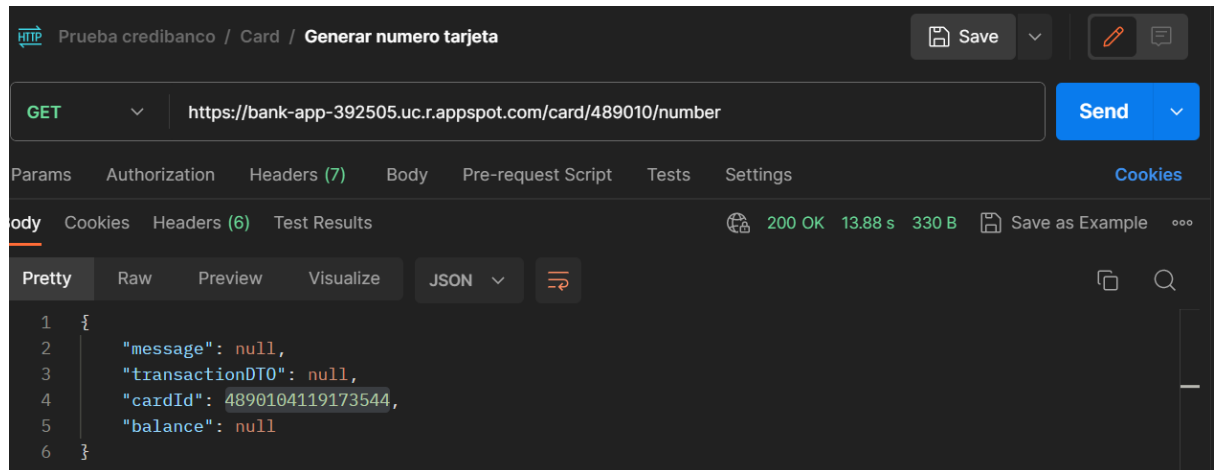 HTTP Prueba credibanco / Card / Generar numero tarjeta Save
GET https://bank-app-392505.uc.r.appspot.com/card/489010/number Send
Params Authorization Headers (7) Body Pre-request Script Tests Settings Cookies
ody Cookies Headers (6) Test Results 200 OK 13.88 s 330 B Save as Example
Pretty Raw Preview Visualize JSON
1 {
2 "message": null,
3 "transactionDTO": null,
4 "cardId": 4890104119173544,
5 "balance": null
6 }